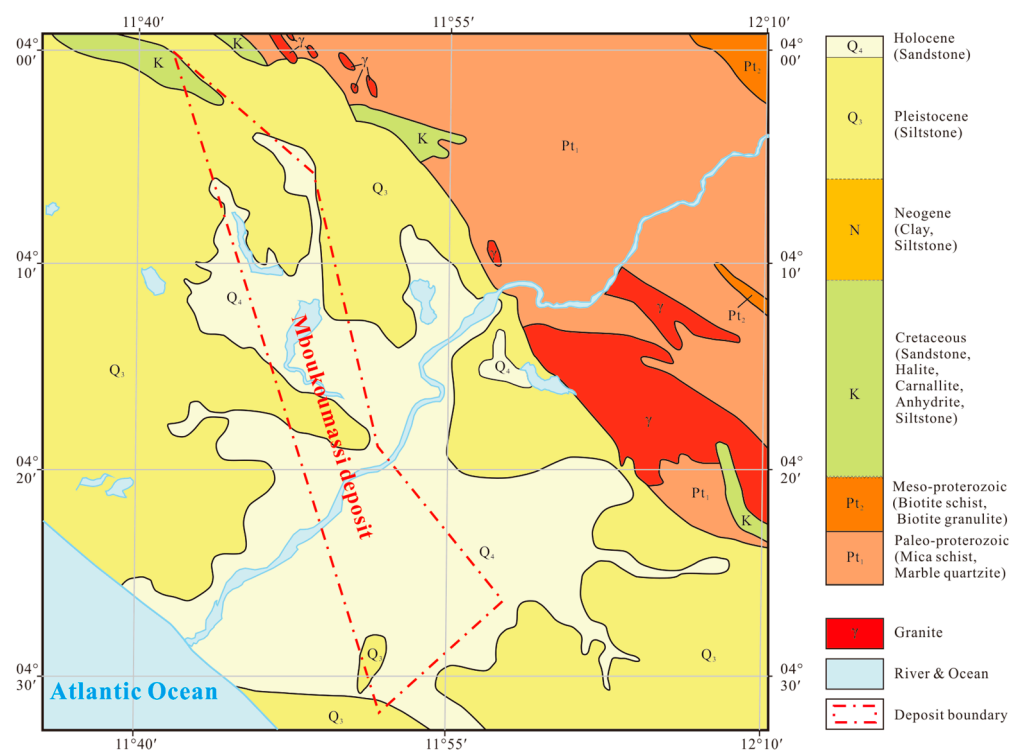 11°40′ 11°55′ 12°10′
04°
00′
04°
10′
04°
20′
04°
30′
04°
00′
04°
10′
04°
20′
04°
30′
11°40′ 11°55′ 12°10′
K
K
γ
γ
K
Pt₂
Pt₁
Q₃
Q₄
Q₃
Pt₂
γ
Q₄
γ
Pt₁
K
Q₄
Q₃
Q₃
Q₃
Mboukoumassi deposit
Atlantic Ocean
Q₄
Holocene
(Sandstone)
Q₃
Pleistocene
(Siltstone)
N
Neogene
(Clay,
Siltstone)
K
Cretaceous
(Sandstone,
Halite,
Carnallite,
Anhydrite,
Siltstone)
Pt₂
Meso-proterozoic
(Biotite schist,
Biotite granulite)
Pt₁
Paleo-proterozoic
(Mica schist,
Marble quartzite)
γ
Granite
River & Ocean
Deposit boundary